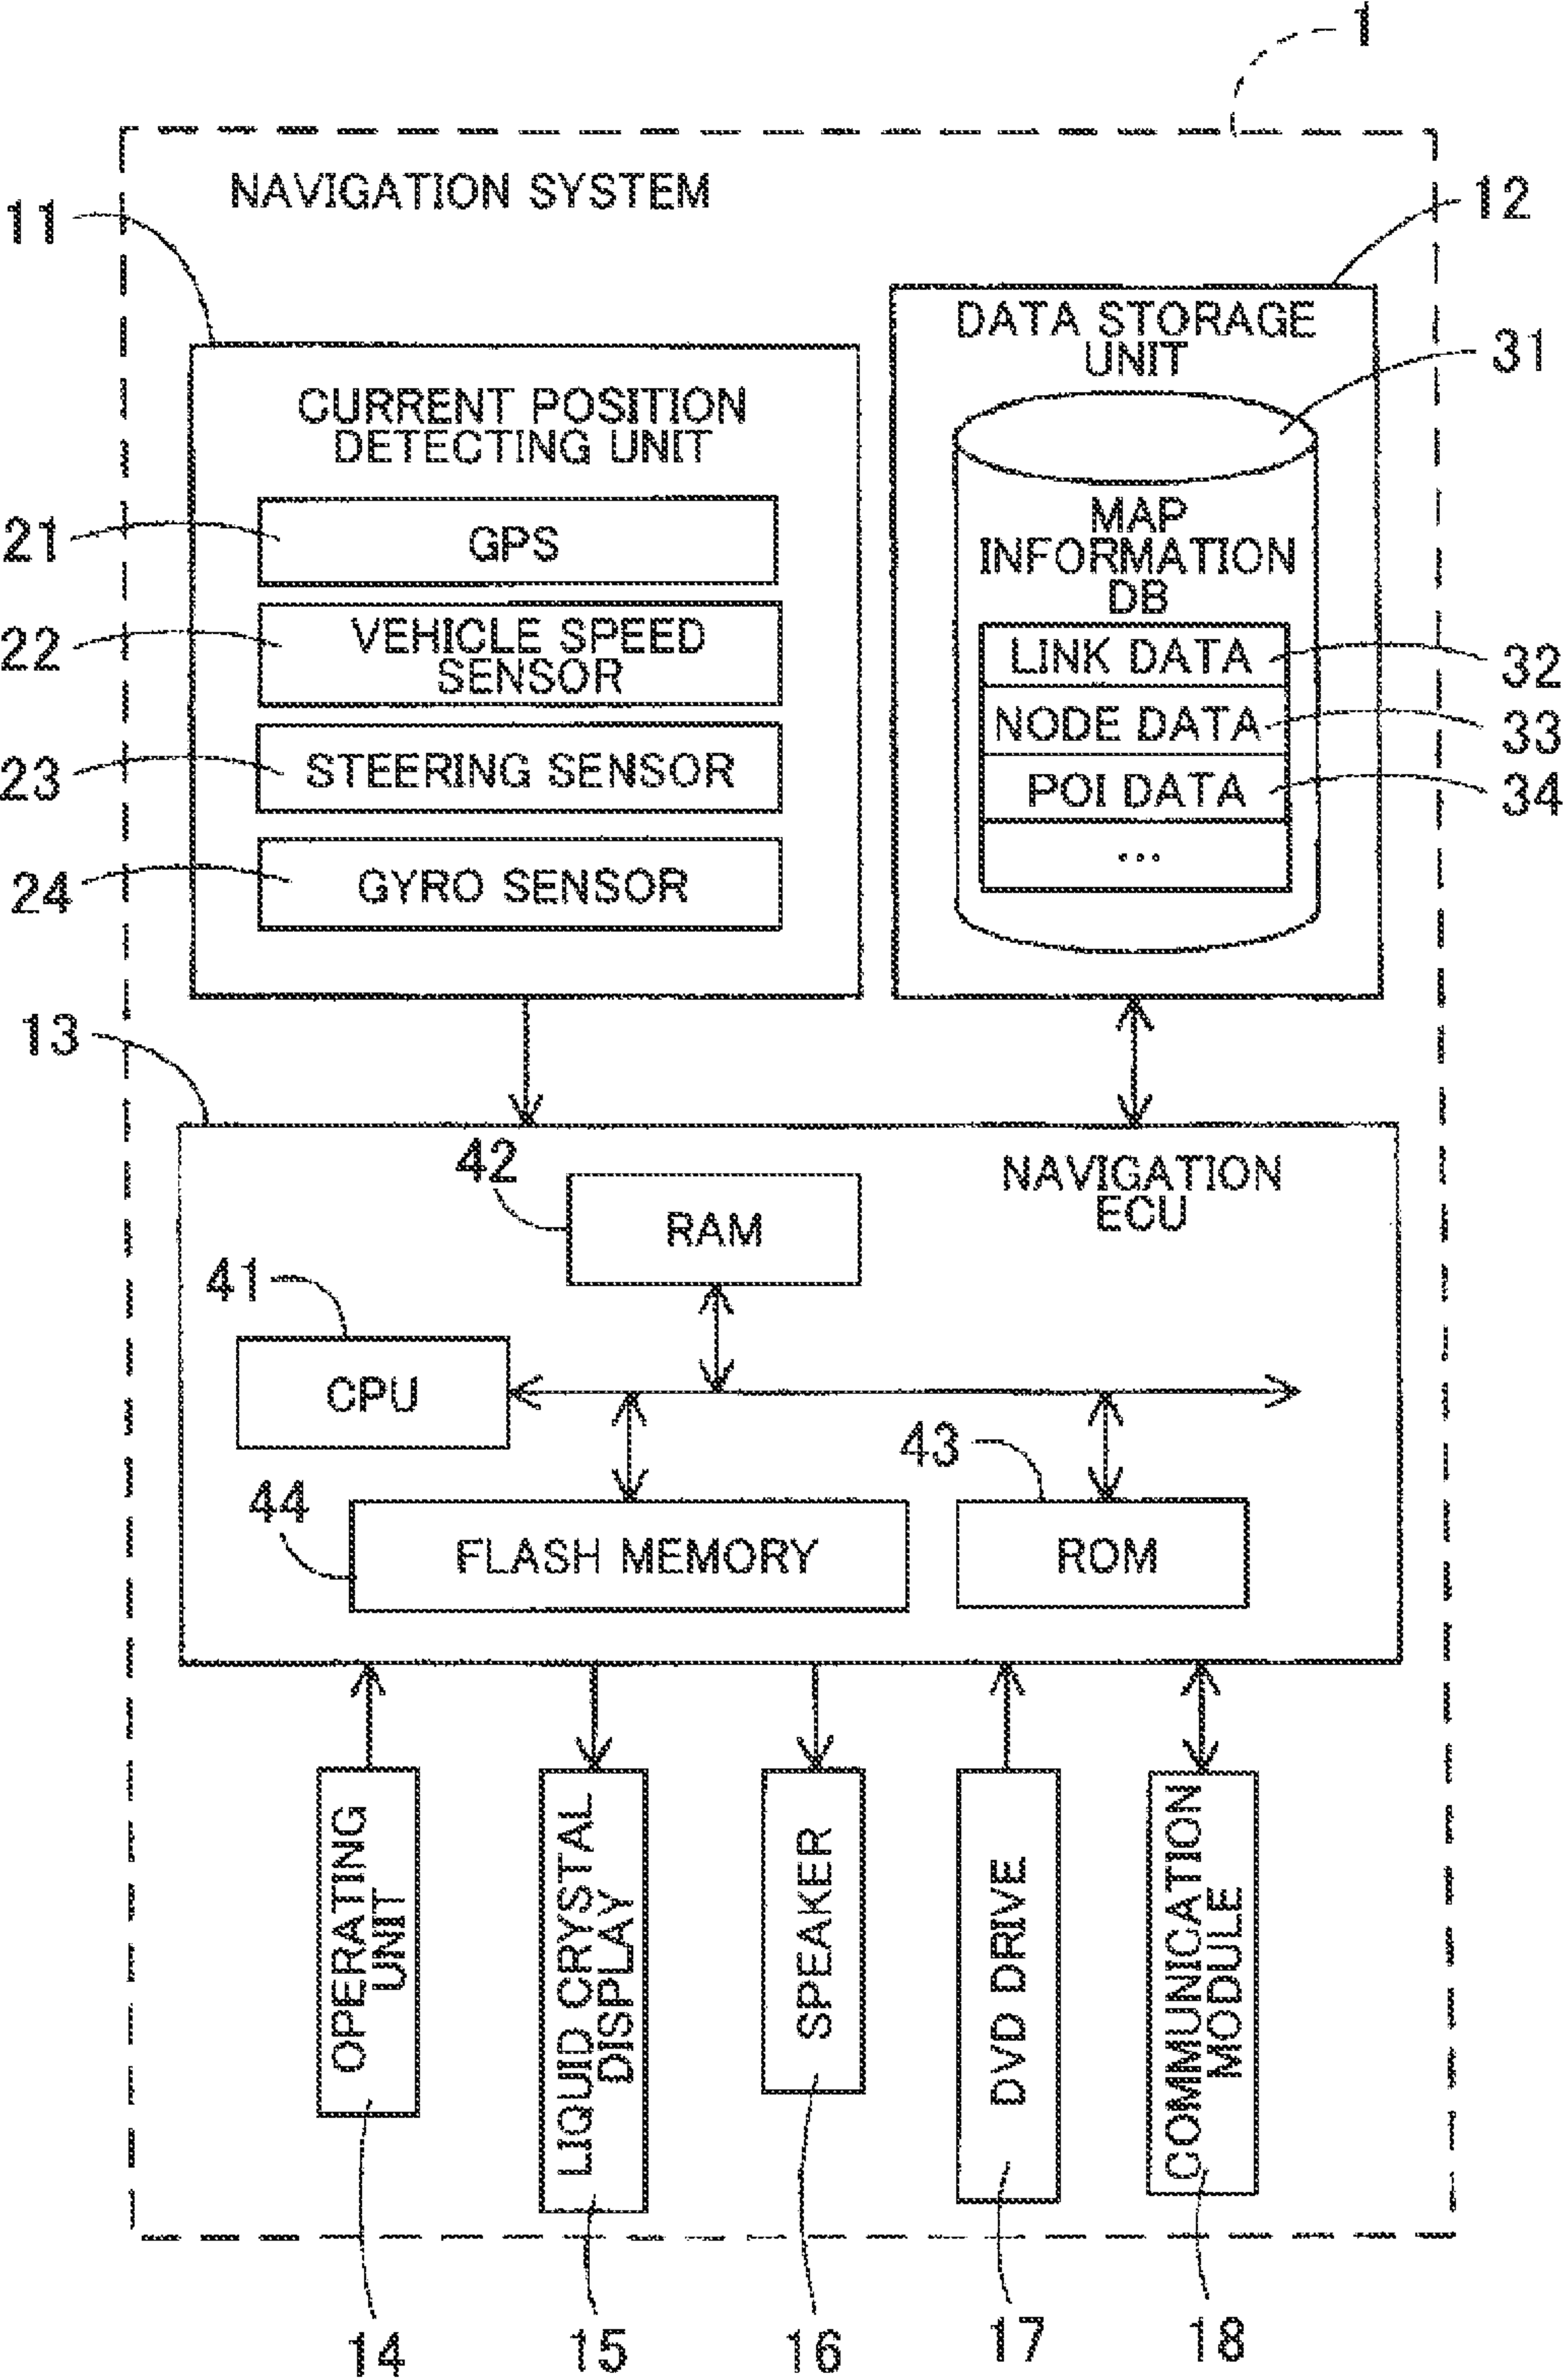 1
NAVIGATION SYSTEM
11
12
DATA STORAGE
UNIT
31
CURRENT POSITION
DETECTING UNIT
21
GPS
22
VEHICLE SPEED
SENSOR
23
STEERING SENSOR
24
GYRO SENSOR
MAP
INFORMATION
DB
LINK DATA
32
NODE DATA
33
POI DATA
34
...
13
NAVIGATION
ECU
42
RAM
41
CPU
43
44
FLASH MEMORY
ROM
OPERATING
UNIT
LIQUID CRYSTAL
DISPLAY
SPEAKER
DVD DRIVE
COMMUNICATION
MODULE
14
15
16
17
18